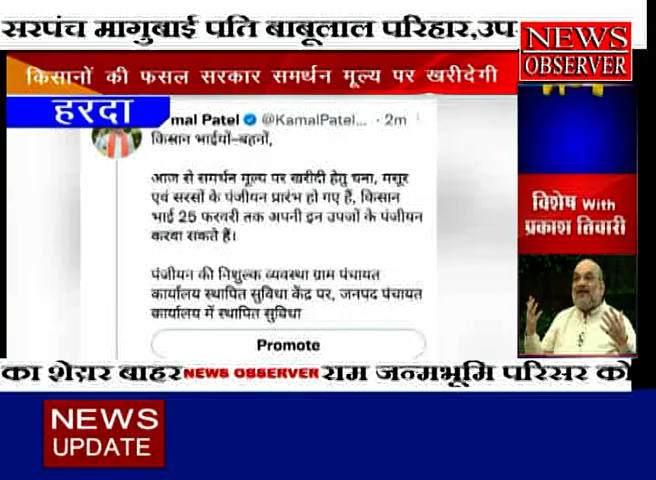 सरपंच मागुबाई पति बाबूलाल परिहार,उप
NEWS
OBSERVER
किसानों की फसल सरकार समर्थन मूल्य पर खरीदेगी
हरदा
mal Patel @KamalPatel... · 2m
किसान भाईयों-बहनों,
आज से समर्थन मूल्य पर खरीदी हेतु चना, मसूर
एवं सरसों के पंजीयन प्रारंभ हो गए हैं, किसान
भाई 25 फरवरी तक अपनी इन उपजों के पंजीयन
करवा सकते हैं।
पंजीयन की निशुल्क व्यवस्था ग्राम पंचायत
कार्यालय स्थापित सुविधा केंद्र पर, जनपद पंचायत
कार्यालय में स्थापित सुविधा
Promote
विशेष With
प्रकाश तिवारी
का शेयर बाहर NEWS OBSERVER राम जन्मभूमि परिसर को
NEWS
UPDATE